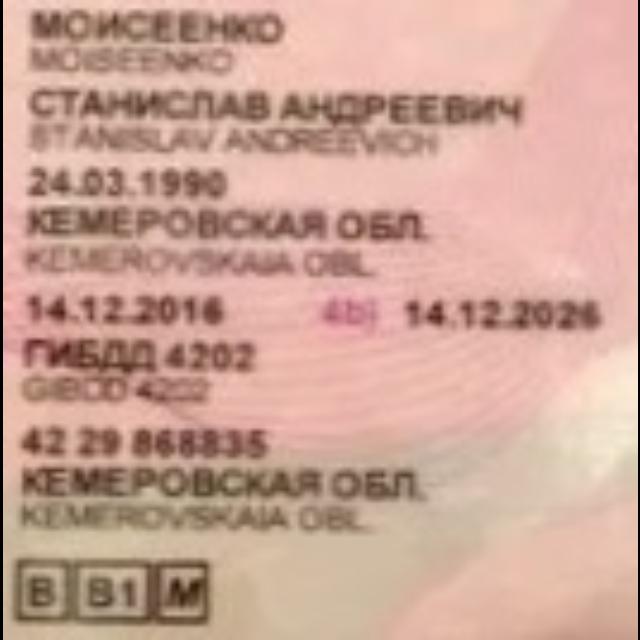 МОИСЕЕНКО
MOISEENKO
СТАНИСЛАВ АНДРЕЕВИЧ
STANISLAV ANDREEVICH
24.03.1990
КЕМЕРОВСКАЯ ОБЛ.
KEMEROVSKAIA OBL.
14.12.2016 4b) 14.12.2026
ГИБДД 4202
GIBDD 4202
42 29 868835
КЕМЕРОВСКАЯ ОБЛ.
KEMEROVSKAIA OBL.
B B1 M